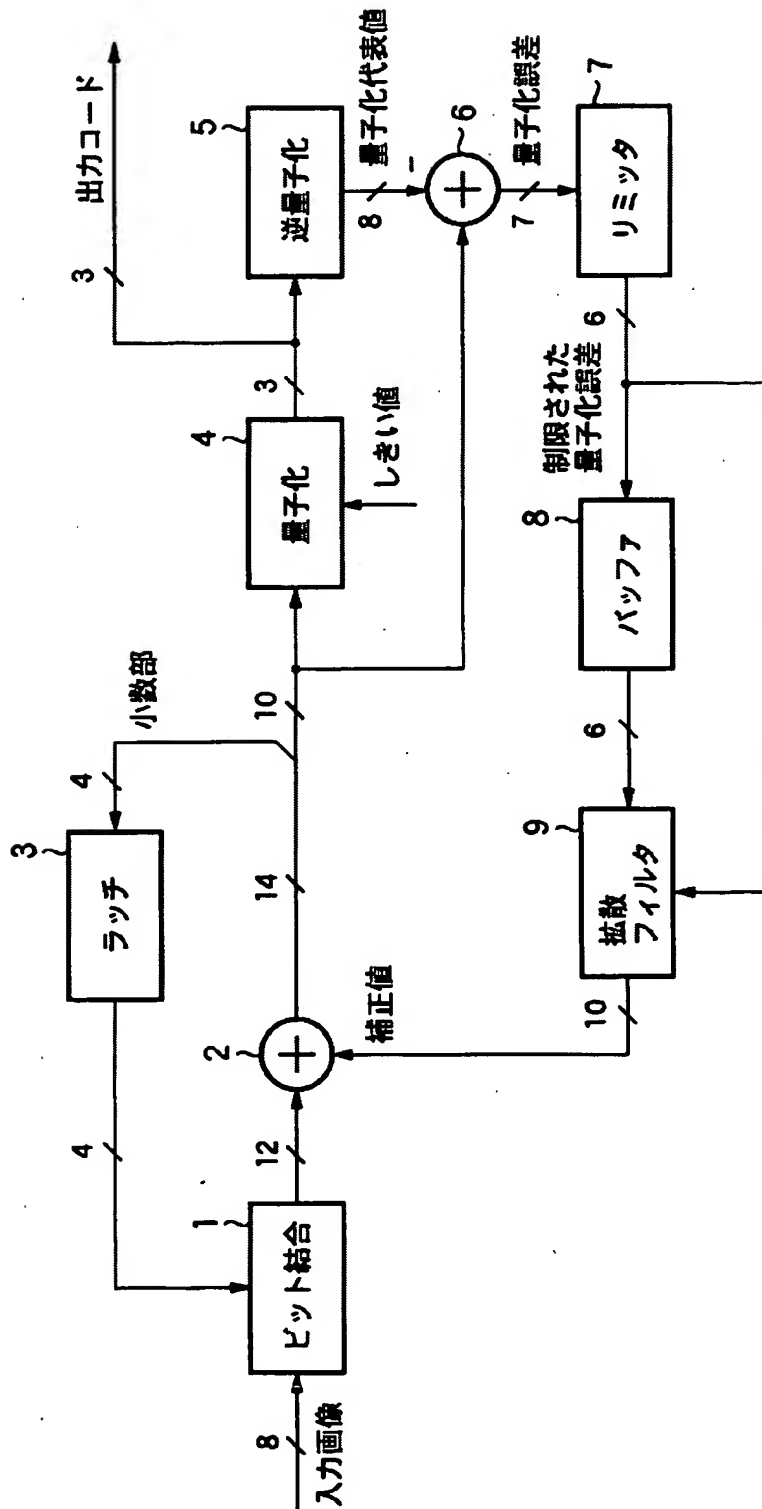 入力画像
8
1
ビット結合
12
4
3
ラッチ
4
小数部
2
+
14
10
補正値
4
量子化
しきい値
3
3
出力コード
5
逆量子化
8
量子化代表値
−
6
+
7
量子化誤差
7
リミッタ
6
制限された
量子化誤差
8
バッファ
6
9
拡散
フィルタ
10